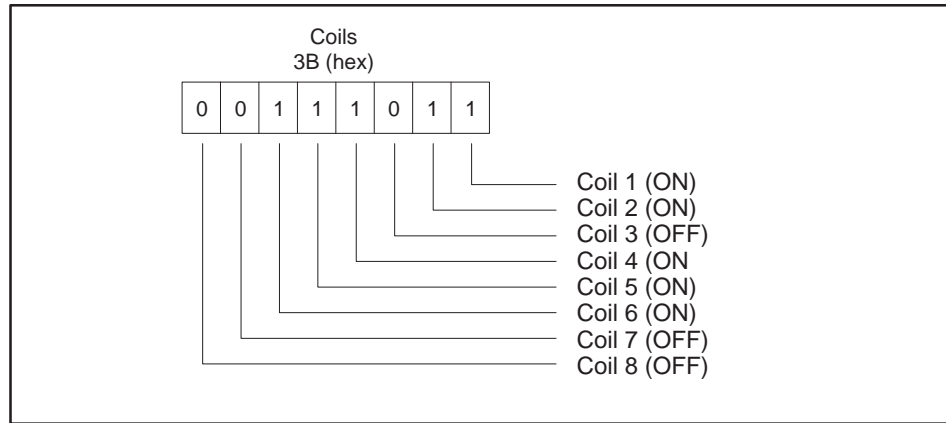 Coils
3B (hex)
0 0 1 1 1 0 1 1
Coil 1 (ON)
Coil 2 (ON)
Coil 3 (OFF)
Coil 4 (ON
Coil 5 (ON)
Coil 6 (ON)
Coil 7 (OFF)
Coil 8 (OFF)